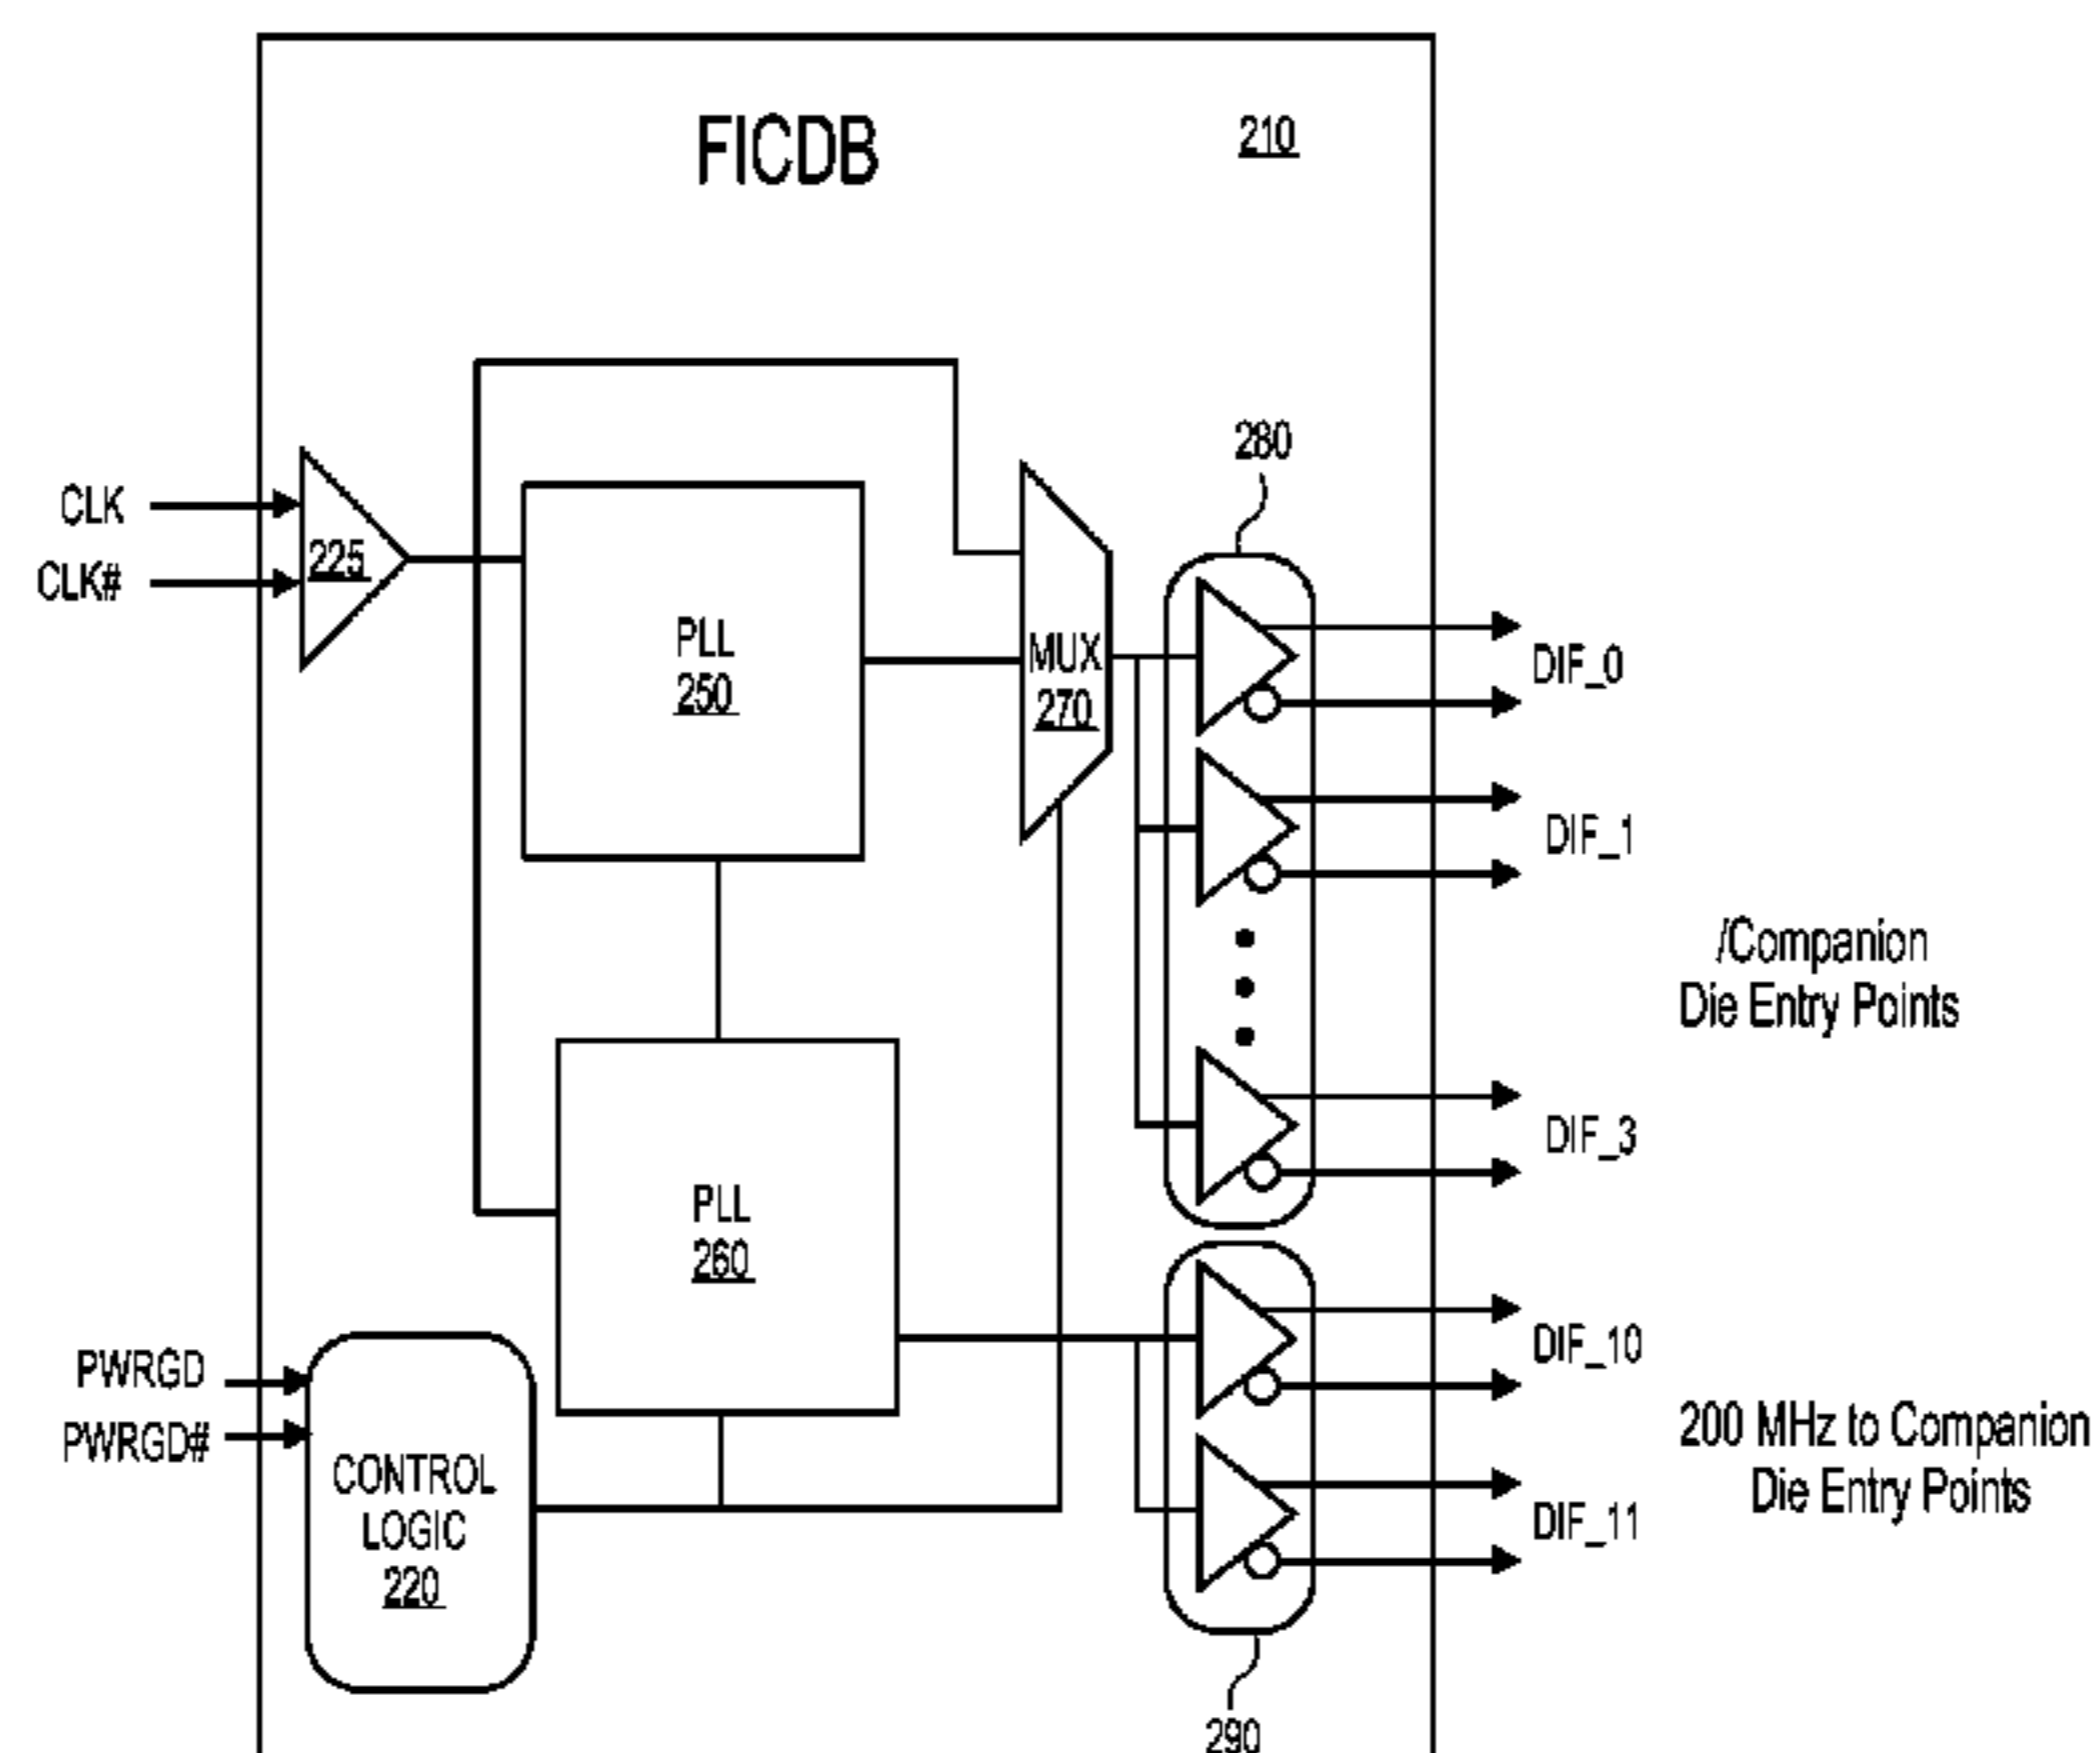 FICDB
210
280
CLK
CLK#
225
PLL
250
MUX
270
DIF_0
DIF_1
/Companion
Die Entry Points
DIF_3
PLL
260
PWRGD
PWRGD#
CONTROL
LOGIC
220
DIF_10
200 MHz to Companion
Die Entry Points
DIF_11
290